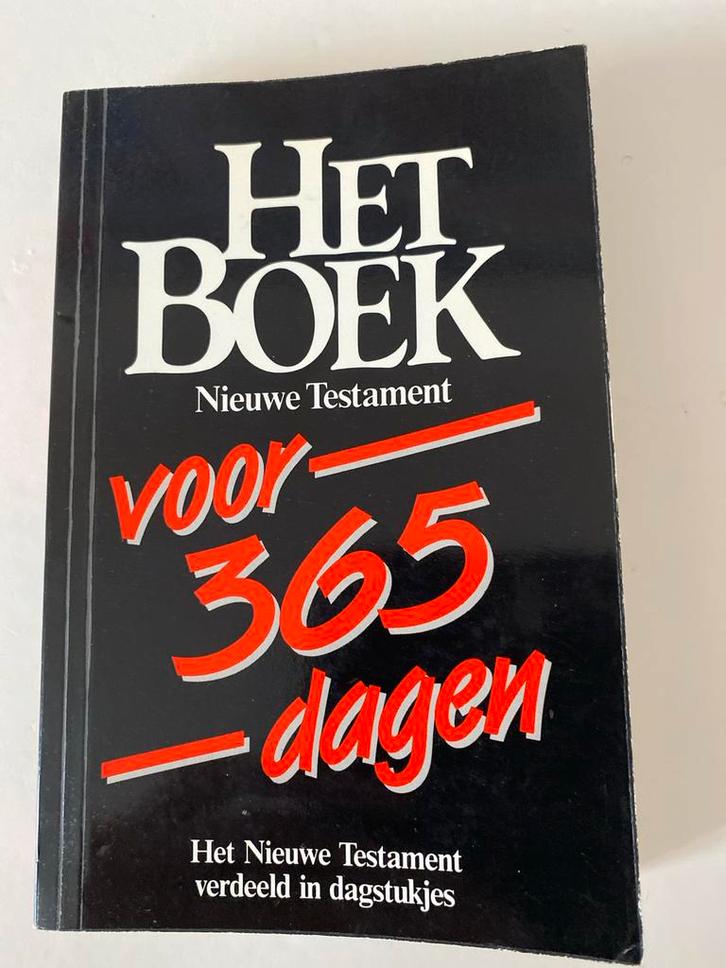 HET
BOEK
Nieuwe Testament
voor
365
dagen
Het Nieuwe Testament
verdeeld in dagstukjes